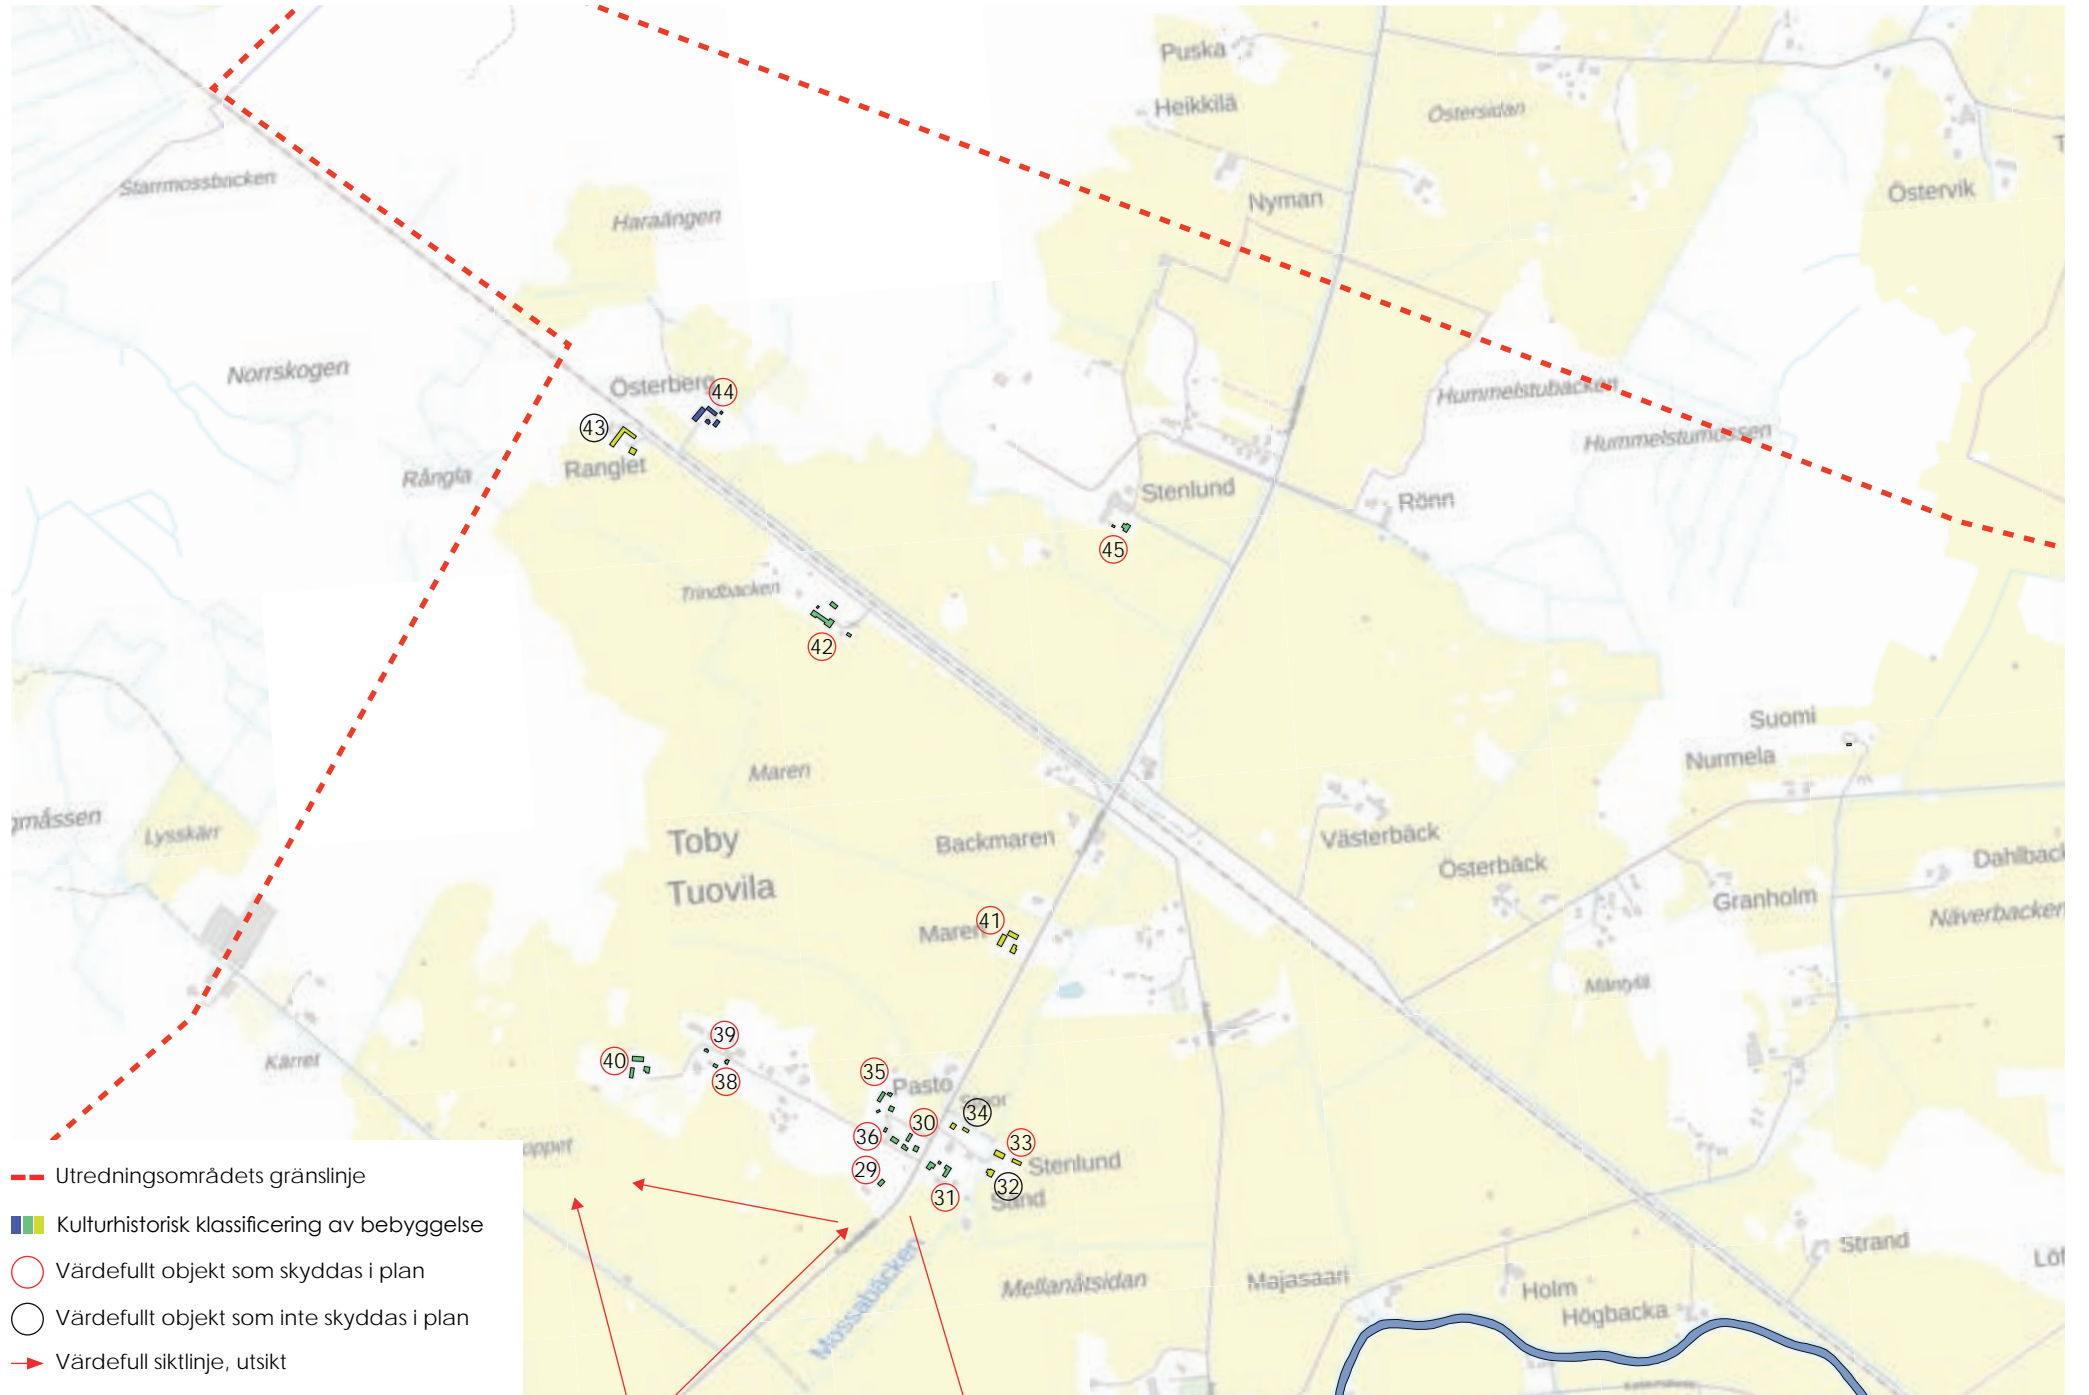 Puska
Heikkilä
Östersidan
Starrmossbacken
Östervik
Nyman
Haraängen
Norrskogen
Österberg
44
Hummelstubacken
43
Hummelstumossen
Ranglet
Rångla
Stenlund
Rönn
45
Trindbacken
42
Suomi
Nurmela
Maren
Toby
Tuovila
Backmaren
Västerbäck
Österbäck
gmåssen
Lysskärr
Dahlback
Granholm
Näverbacken
41
Maren
Mäntylä
39
40
38
Kärret
35
Pasto
34
30
36
33
Stenlund
29
32
31
Sand
Mossabäcken
Mellanåtsidan
Majasaari
Holm
Högbacka
Strand
Löf
Utredningsområdets gränslinje
Kulturhistorisk klassificering av bebyggelse
Värdefullt objekt som skyddas i plan
Värdefullt objekt som inte skyddas i plan
Värdefull siktlinje, utsikt